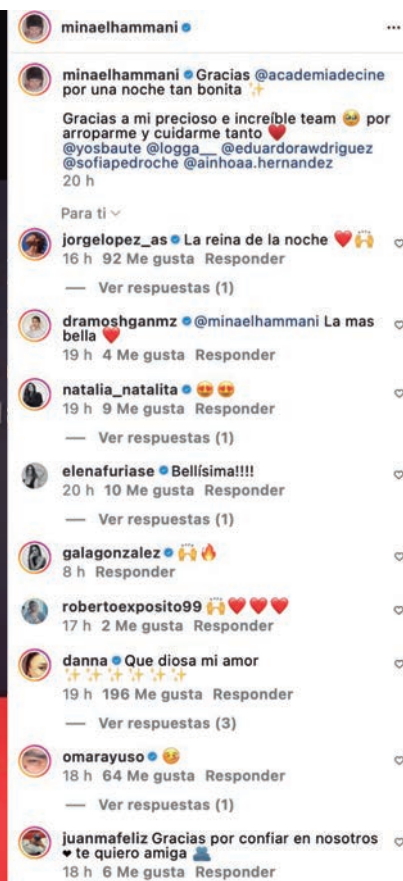 minaelhammani
minaelhammani Gracias @academiadecine
por una noche tan bonita ✨
Gracias a mi precioso e increíble team 🥹 por
arroparme y cuidarme tanto ❤️
@yosbaute @logga__ @eduardorawdriguez
@sofiapedroche @ainhoaa.hernandez
20 h
Para ti
jorgelopez_as La reina de la noche ❤️🙌
16 h 92 Me gusta Responder
— Ver respuestas (1)
dramoshganmz @minaelhammani La mas
bella ❤️
19 h 4 Me gusta Responder
natalia_natalita 😍😍
19 h 9 Me gusta Responder
— Ver respuestas (1)
elenafuriase Bellísima!!!!
20 h 10 Me gusta Responder
— Ver respuestas (1)
galagonzalez 🙌🔥
8 h Responder
robertoexposito99 🙌❤️❤️❤️
17 h 2 Me gusta Responder
danna Que diosa mi amor
✨✨✨✨✨✨
19 h 196 Me gusta Responder
— Ver respuestas (3)
omarayuso 🤒
18 h 64 Me gusta Responder
— Ver respuestas (1)
juanmafeliz Gracias por confiar en nosotros
♥ te quiero amiga 🫂
18 h 6 Me gusta Responder